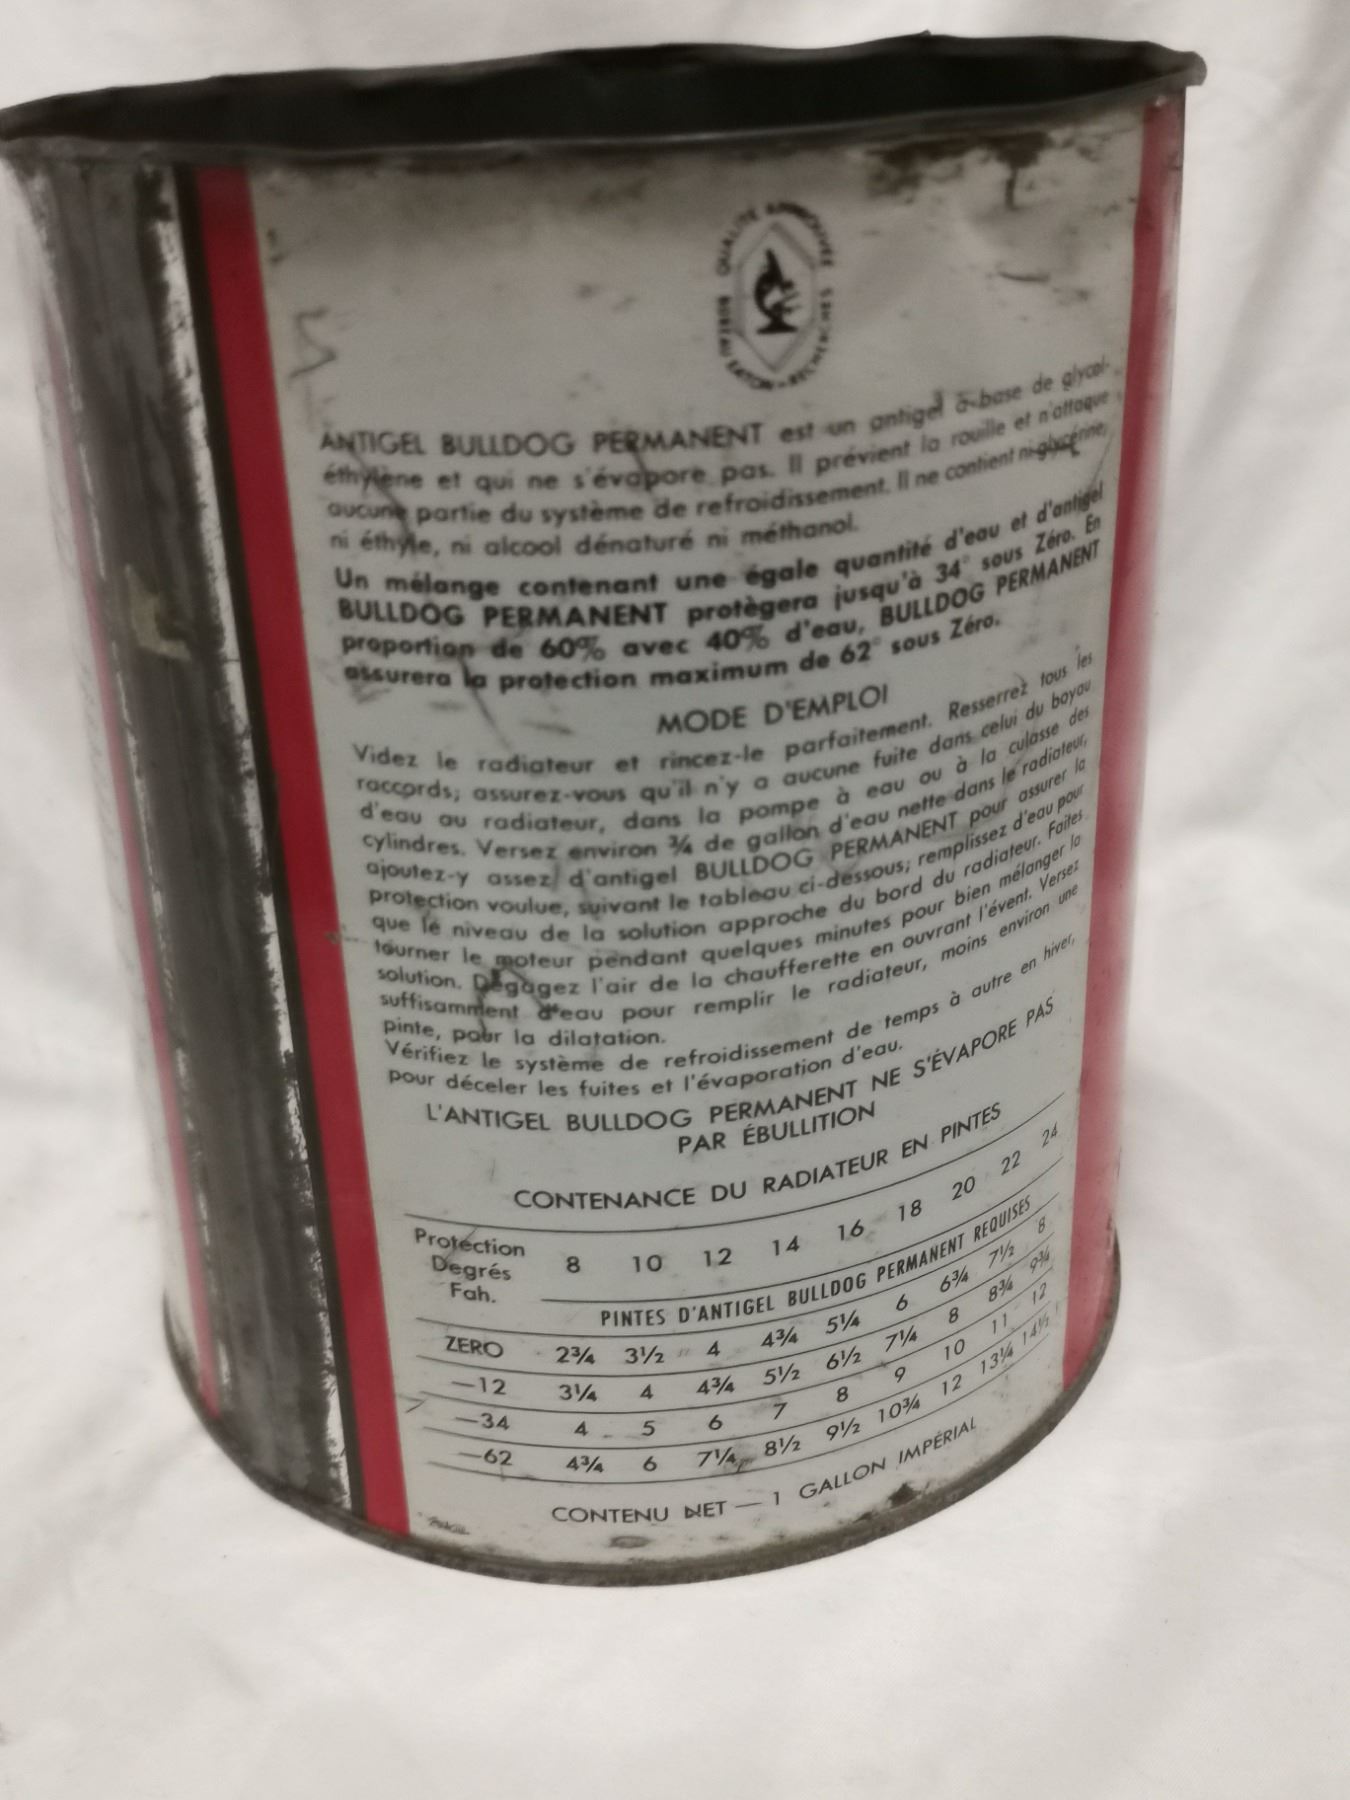 QUALITÉ APPROUVÉE
BUREAU EATON - RECHERCHES
ANTIGEL BULLDOG PERMANENT est un antigel à base de glycol-
éthylène et qui ne s'évapore pas. Il prévient la rouille et n'attaque
aucune partie du système de refroidissement. Il ne contient ni glycérine,
ni éthyle, ni alcool dénaturé ni méthanol.
Un mélange contenant une égale quantité d'eau et d'antigel
BULLDOG PERMANENT protègera jusqu'à 34° sous Zéro. En
proportion de 60% avec 40% d'eau, BULLDOG PERMANENT
assurera la protection maximum de 62° sous Zéro.
MODE D'EMPLOI
Videz le radiateur et rincez-le parfaitement. Resserrez tous les
raccords; assurez-vous qu'il n'y a aucune fuite dans celui du boyau
d'eau au radiateur, dans la pompe à eau ou à la culasse des
cylindres. Versez environ ¾ de gallon d'eau nette dans le radiateur,
ajoutez-y assez d'antigel BULLDOG PERMANENT pour assurer la
protection voulue, suivant le tableau ci-dessous; remplissez d'eau pour
que le niveau de la solution approche du bord du radiateur. Faites
tourner le moteur pendant quelques minutes pour bien mélanger la
solution. Dégagez l'air de la chaufferette en ouvrant l'évent. Versez
suffisamment d'eau pour remplir le radiateur, moins environ une
pinte, pour la dilatation.
Vérifiez le système de refroidissement de temps à autre en hiver,
pour déceler les fuites et l'évaporation d'eau.
L'ANTIGEL BULLDOG PERMANENT NE S'ÉVAPORE PAS
PAR ÉBULLITION
CONTENANCE DU RADIATEUR EN PINTES
Protection
Degrés
Fah.
8 10 12 14 16 18 20 22 24
PINTES D'ANTIGEL BULLDOG PERMANENT REQUISES
ZERO 2¾ 3½ 4 4¾ 5¼ 6 6¾ 7½ 8
—12 3¼ 4 4¾ 5½ 6½ 7¼ 8 8¾ 9¾
—34 4 5 6 7 8 9 10 11 12
—62 4¾ 6 7¼ 8½ 9½ 10¾ 12 13¼ 14½
CONTENU NET — 1 GALLON IMPÉRIAL